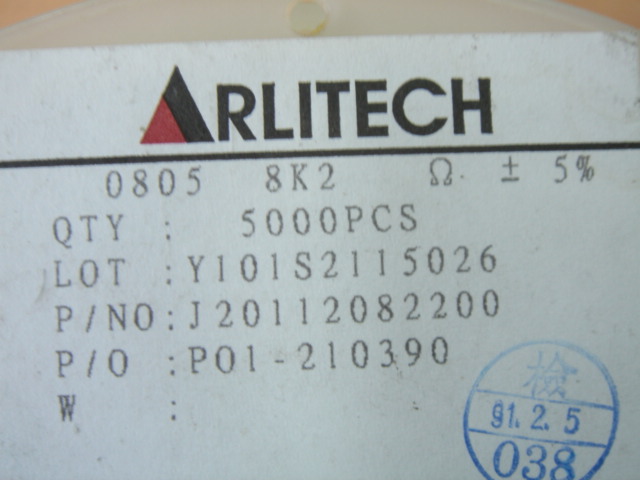 ARLITECH
0805 8K2 Ω ± 5%
QTY : 5000PCS
LOT :Y101S2115026
P/NO:J20112082200
P/O :P01-210390
W :
檢
91.2.5
038